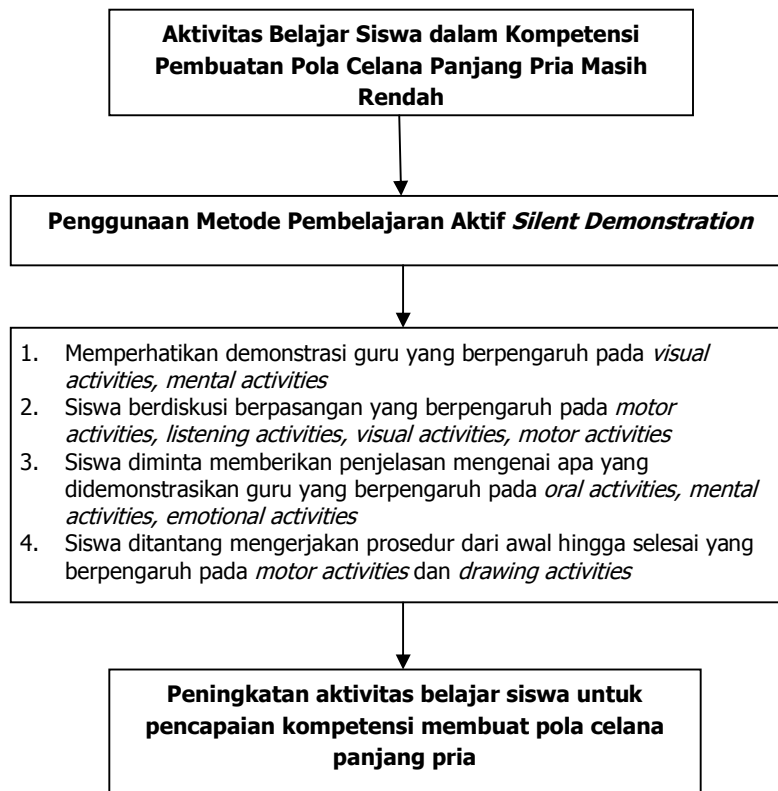 Aktivitas Belajar Siswa dalam Kompetensi
Pembuatan Pola Celana Panjang Pria Masih
Rendah
Penggunaan Metode Pembelajaran Aktif Silent Demonstration
1. Memperhatikan demonstrasi guru yang berpengaruh pada visual
activities, mental activities
2. Siswa berdiskusi berpasangan yang berpengaruh pada motor
activities, listening activities, visual activities, motor activities
3. Siswa diminta memberikan penjelasan mengenai apa yang
didemonstrasikan guru yang berpengaruh pada oral activities, mental
activities, emotional activities
4. Siswa ditantang mengerjakan prosedur dari awal hingga selesai yang
berpengaruh pada motor activities dan drawing activities
Peningkatan aktivitas belajar siswa untuk
pencapaian kompetensi membuat pola celana
panjang pria